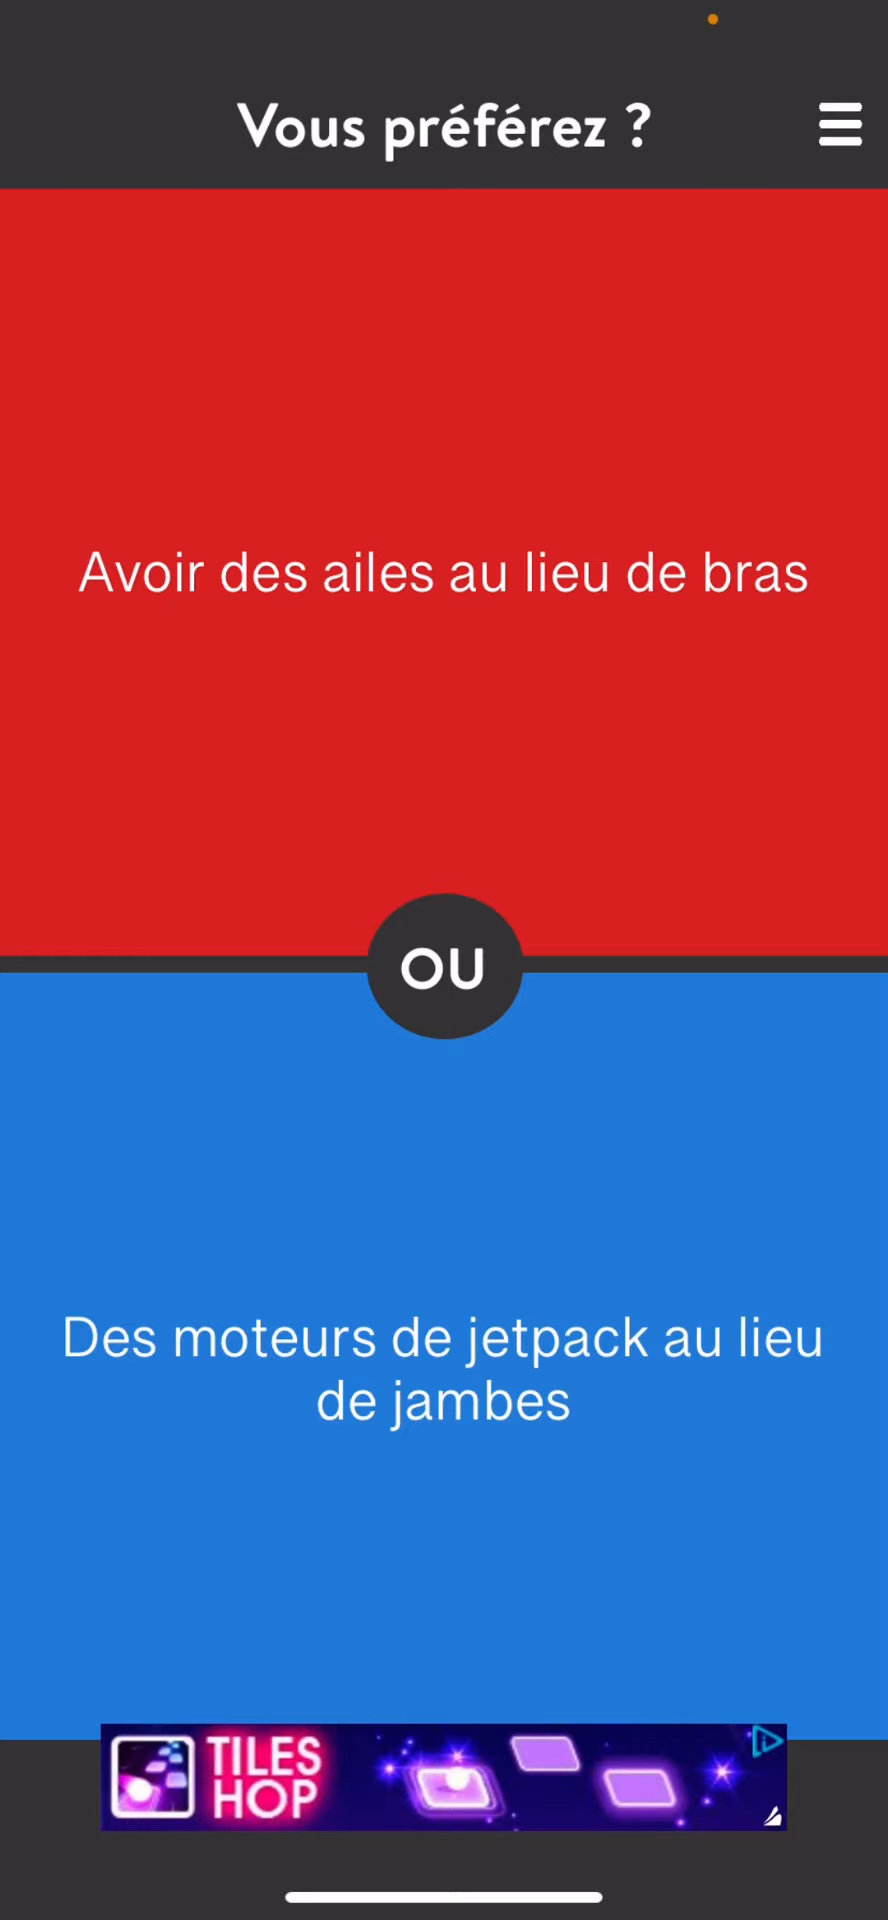 Vous préférez ?
Avoir des ailes au lieu de bras
OU
Des moteurs de jetpack au lieu
de jambes
TILES
HOP